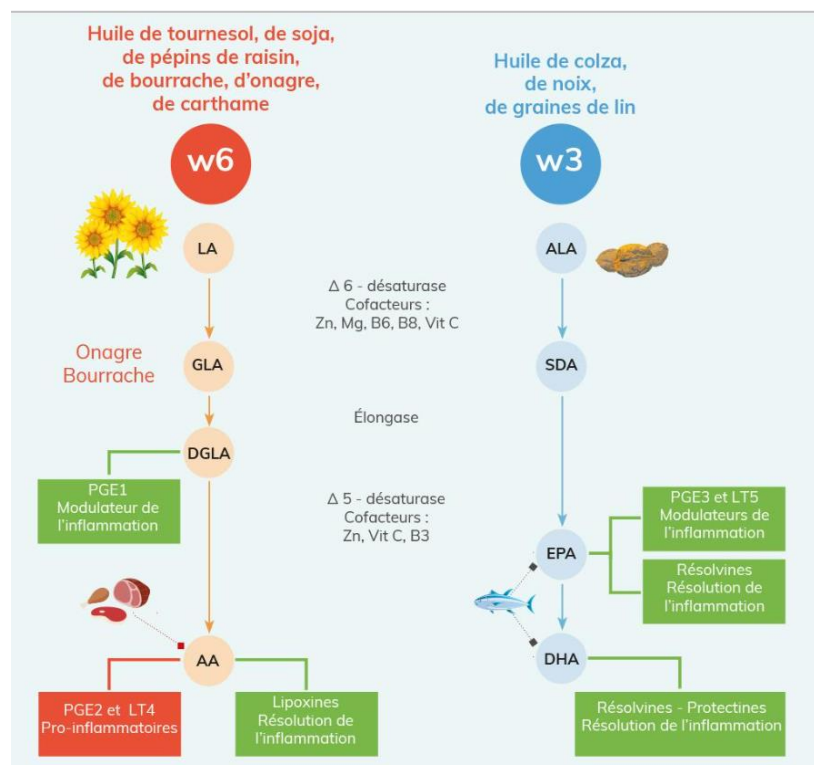 Huile de tournesol, de soja,
de pépins de raisin,
de bourrache, d'onagre,
de carthame
Huile de colza,
de noix,
de graines de lin
w6
w3
LA
ALA
Δ 6 - désaturase
Cofacteurs :
Zn, Mg, B6, B8, Vit C
Onagre
Bourrache
GLA
SDA
Élongase
DGLA
PGE1
Modulateur de
l'inflammation
Δ 5 - désaturase
Cofacteurs :
Zn, Vit C, B3
PGE3 et LT5
Modulateurs de
l'inflammation
EPA
Résolvines
Résolution de
l'inflammation
AA
DHA
PGE2 et LT4
Pro-inflammatoires
Lipoxines
Résolution de
l'inflammation
Résolvines - Protectines
Résolution de l'inflammation